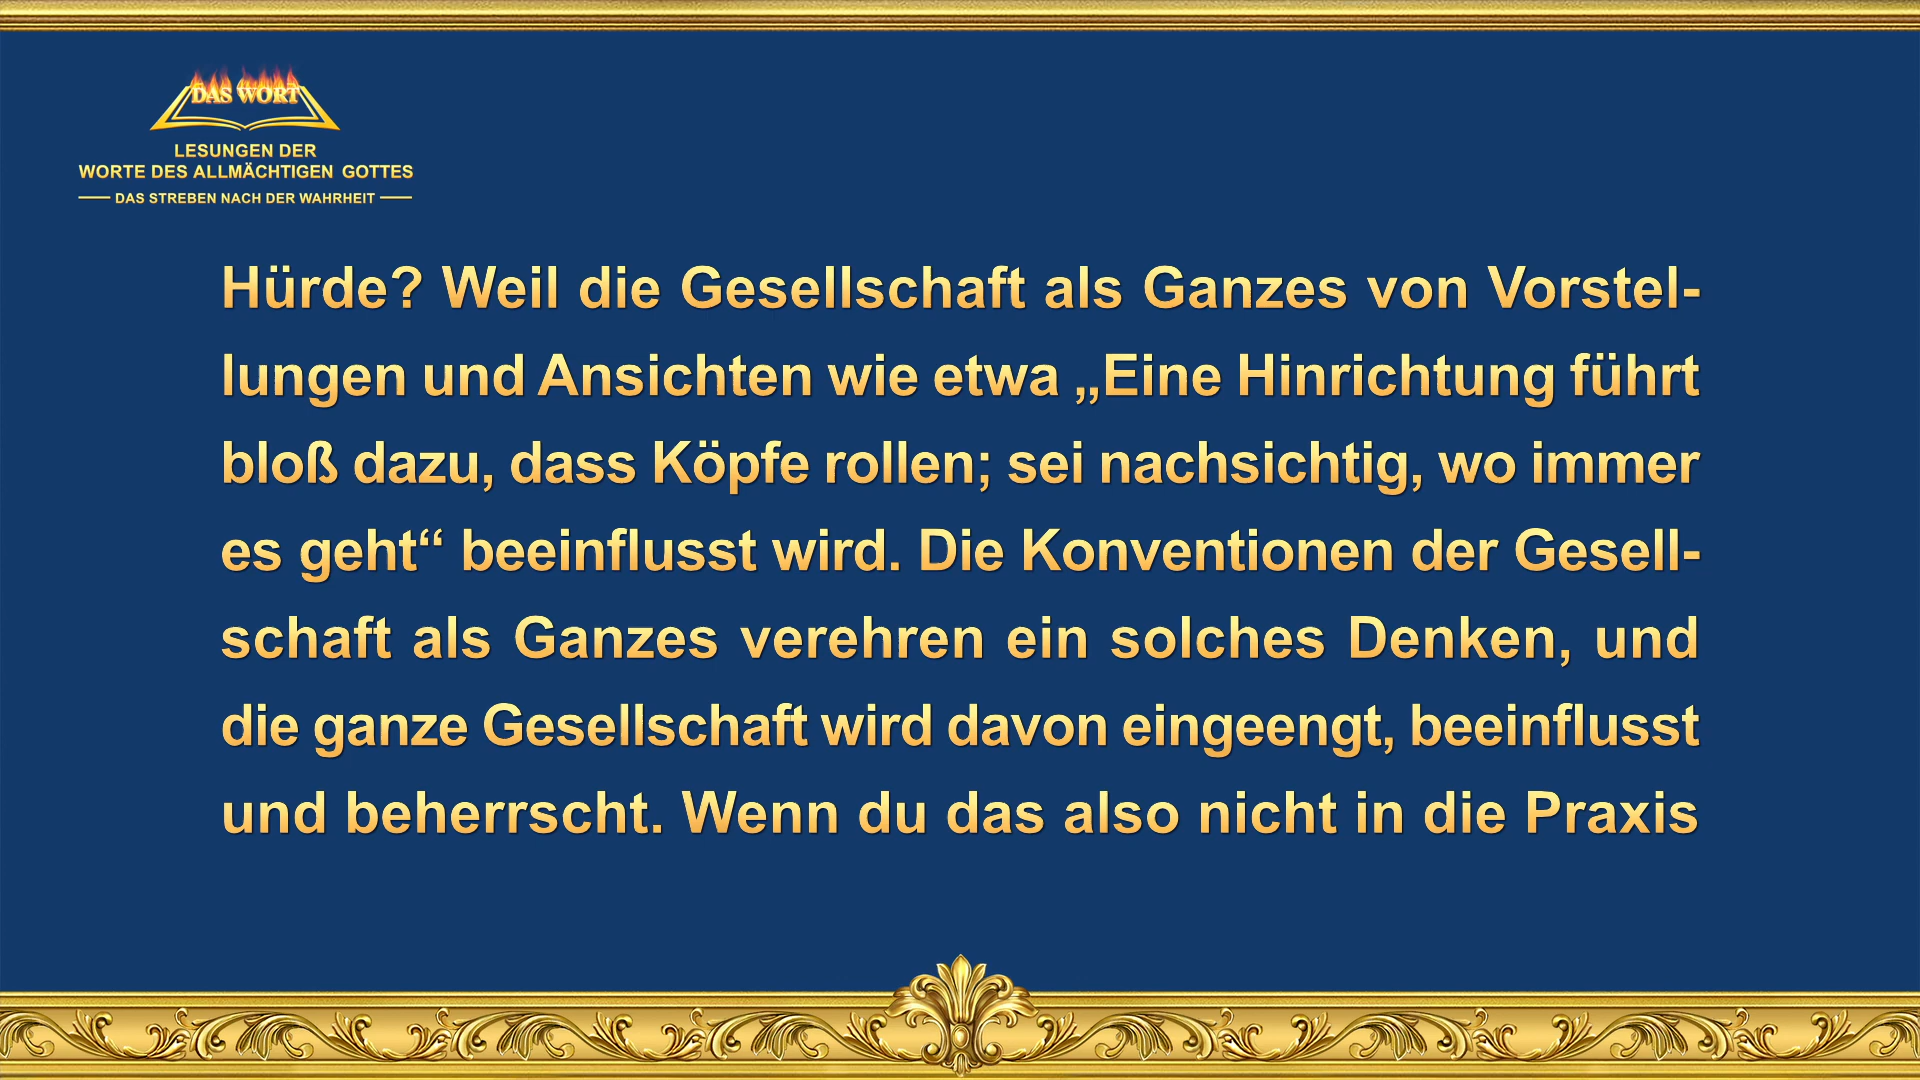 DAS WORT
LESUNGEN DER
WORTE DES ALLMÄCHTIGEN GOTTES
DAS STREBEN NACH DER WAHRHEIT
Hürde? Weil die Gesellschaft als Ganzes von Vorstel-
lungen und Ansichten wie etwa „Eine Hinrichtung führt
bloß dazu, dass Köpfe rollen; sei nachsichtig, wo immer
es geht“ beeinflusst wird. Die Konventionen der Gesell-
schaft als Ganzes verehren ein solches Denken, und
die ganze Gesellschaft wird davon eingeengt, beeinflusst
und beherrscht. Wenn du das also nicht in die Praxis